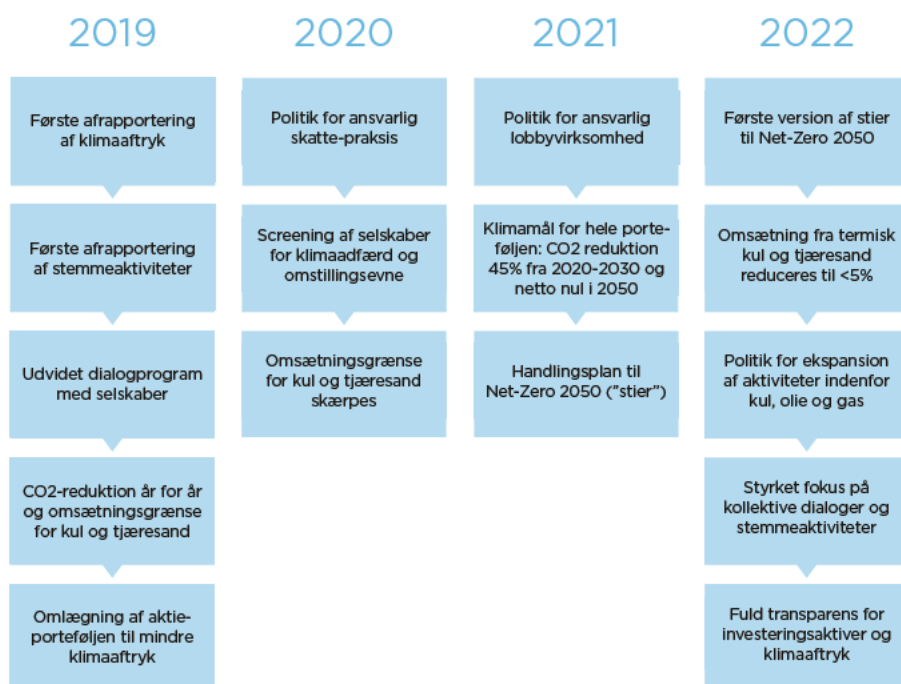 2019
Første afrapportering
af klimaaftryk
Første afrapportering
af stemmeaktiviteter
Udvidet dialogprogram
med selskaber
CO2-reduktion år for år
og omsætningsgrænse
for kul og tjæresand
Omlægning af aktie-
porteføljen til mindre
klimaaftryk
2020
Politik for ansvarlig
skatte-praksis
Screening af selskaber
for klimaadfærd og
omstillingsevne
Omsætningsgrænse
for kul og tjæresand
skærpes
2021
Politik for ansvarlig
lobbyvirksomhed
Klimamål for hele porte-
føljen: CO2 reduktion
45% fra 2020-2030 og
netto nul i 2050
Handlingsplan til
Net-Zero 2050 ("stier")
2022
Første version af stier
til Net-Zero 2050
Omsætning fra termisk
kul og tjæresand
reduceres til <5%
Politik for ekspansion
af aktiviteter indenfor
kul, olie og gas
Styrket fokus på
kollektive dialoger og
stemmeaktiviteter
Fuld transparens for
investeringsaktiver og
klimaaftryk